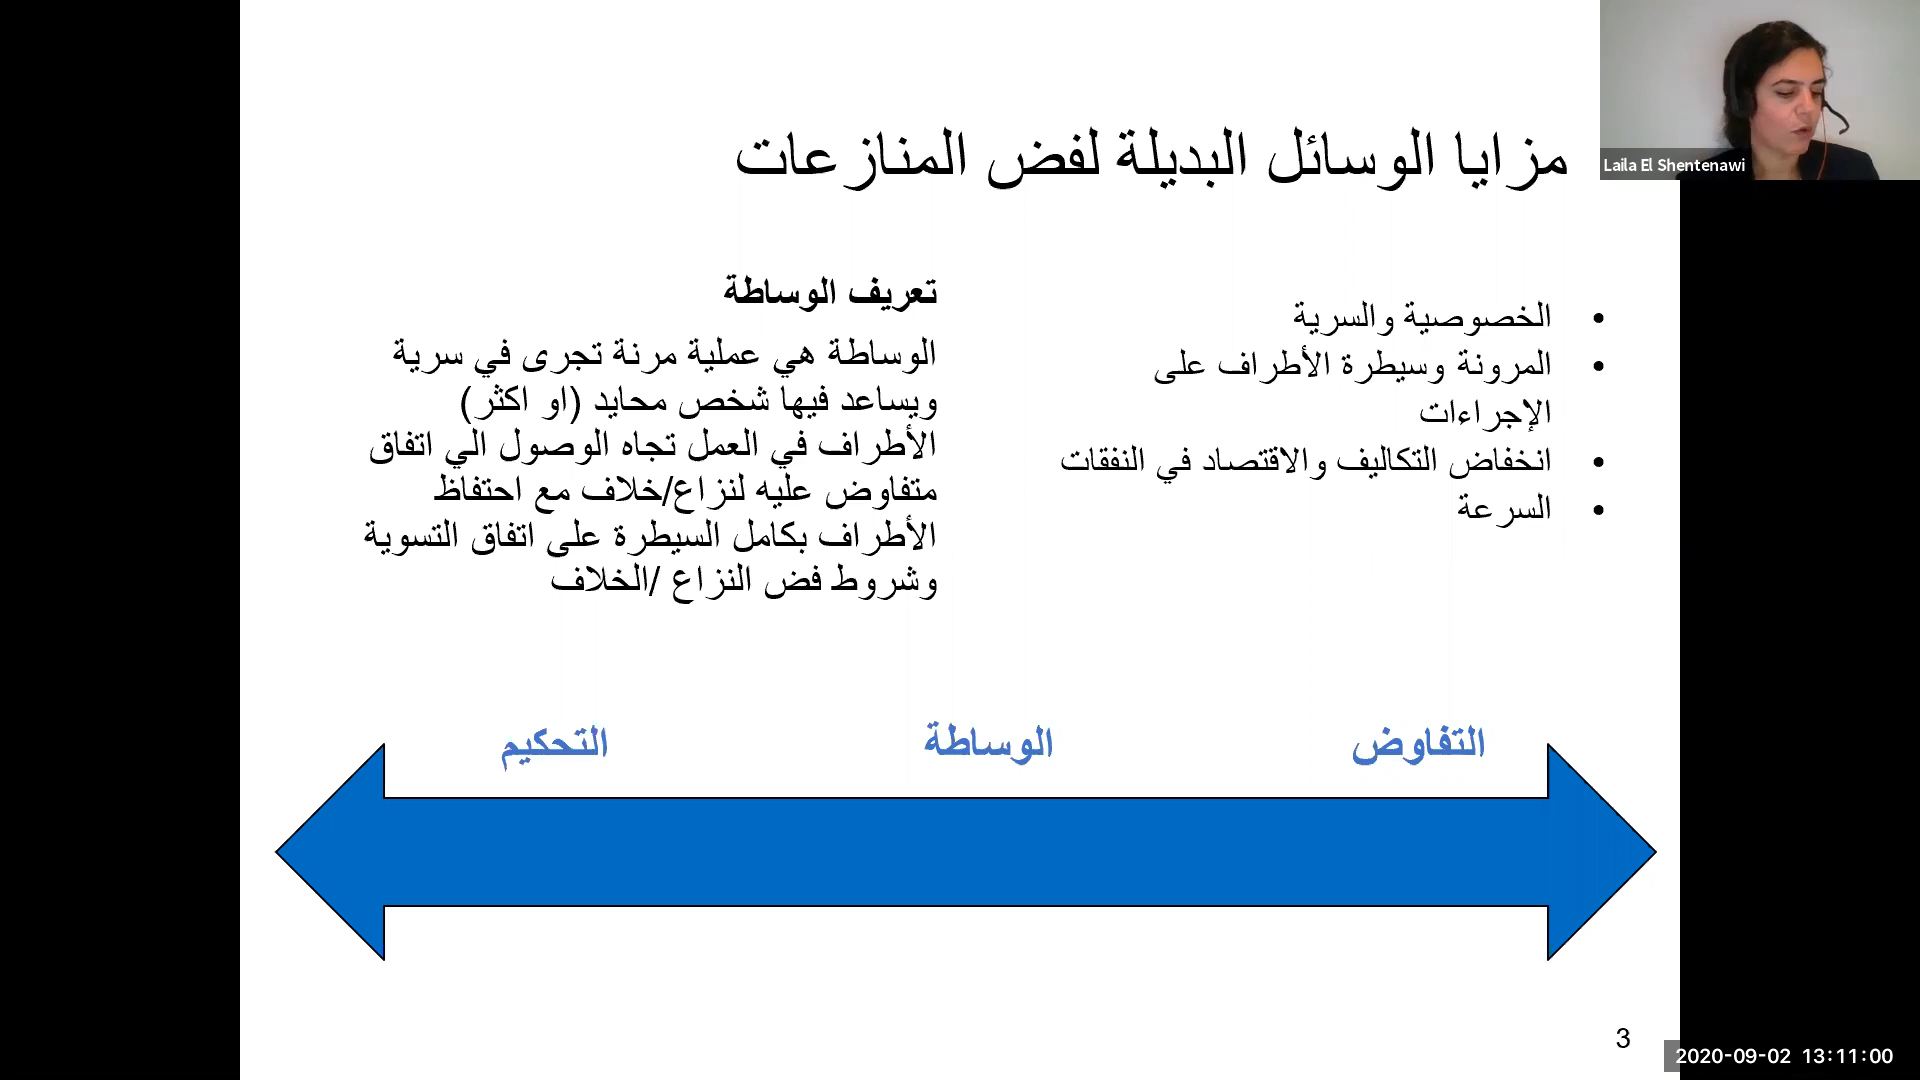 مزايا الوسائل البديلة لفض المنازعات
Laila El Shentenawi
• الخصوصية والسرية
• المرونة وسيطرة الأطراف على
الإجراءات
• انخفاض التكاليف والاقتصاد في النفقات
• السرعة
تعريف الوساطة
الوساطة هي عملية مرنة تجرى في سرية
ويساعد فيها شخص محايد (او اكثر)
الأطراف في العمل تجاه الوصول الي اتفاق
متفاوض عليه لنزاع/خلاف مع احتفاظ
الأطراف بكامل السيطرة على اتفاق التسوية
وشروط فض النزاع /الخلاف
التفاوض
الوساطة
التحكيم
3
2020-09-02 13:11:00